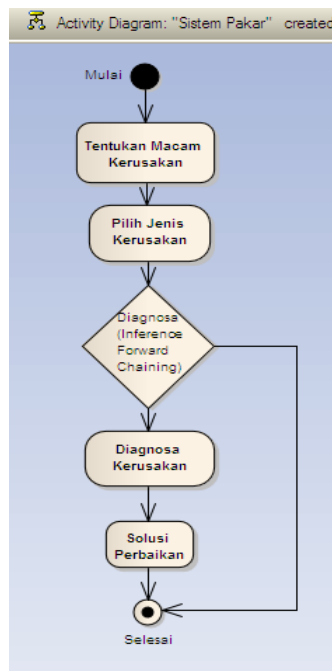 Activity Diagram: "Sistem Pakar" created
Mulai
Tentukan Macam
Kerusakan
Pilih Jenis
Kerusakan
Diagnosa
(Inference
Forward
Chaining)
Diagnosa
Kerusakan
Solusi
Perbaikan
Selesai